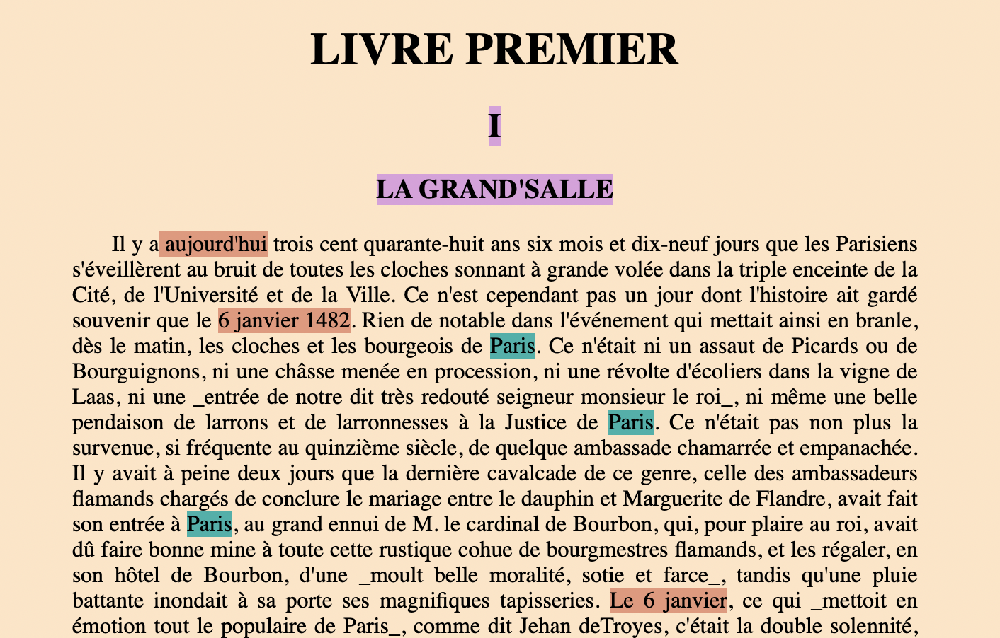 LIVRE PREMIER
I
LA GRAND'SALLE
Il y a aujourd'hui trois cent quarante-huit ans six mois et dix-neuf jours que les Parisiens
s'éveillèrent au bruit de toutes les cloches sonnant à grande volée dans la triple enceinte de la
Cité, de l'Université et de la Ville. Ce n'est cependant pas un jour dont l'histoire ait gardé
souvenir que le 6 janvier 1482. Rien de notable dans l'événement qui mettait ainsi en branle,
dès le matin, les cloches et les bourgeois de Paris. Ce n'était ni un assaut de Picards ou de
Bourguignons, ni une châsse menée en procession, ni une révolte d'écoliers dans la vigne de
Laas, ni une _entrée de notre dit très redouté seigneur monsieur le roi_, ni même une belle
pendaison de larrons et de larronnesses à la Justice de Paris. Ce n'était pas non plus la
survenue, si fréquente au quinzième siècle, de quelque ambassade chamarrée et empanachée.
Il y avait à peine deux jours que la dernière cavalcade de ce genre, celle des ambassadeurs
flamands chargés de conclure le mariage entre le dauphin et Marguerite de Flandre, avait fait
son entrée à Paris, au grand ennui de M. le cardinal de Bourbon, qui, pour plaire au roi, avait
dû faire bonne mine à toute cette rustique cohue de bourgmestres flamands, et les régaler, en
son hôtel de Bourbon, d'une _moult belle moralité, sotie et farce_, tandis qu'une pluie
battante inondait à sa porte ses magnifiques tapisseries. Le 6 janvier, ce qui _mettoit en
émotion tout le populaire de Paris_, comme dit Jehan deTroyes, c'était la double solennité,